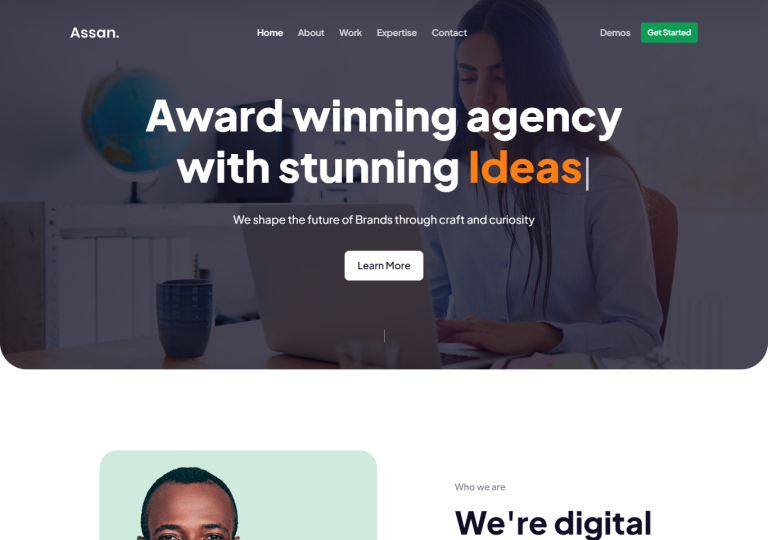 Assan.
Home About Work Expertise Contact
Demos Get Started
Award winning agency
with stunning Ideas
We shape the future of Brands through craft and curiosity
Learn More
Who we are
We're digital